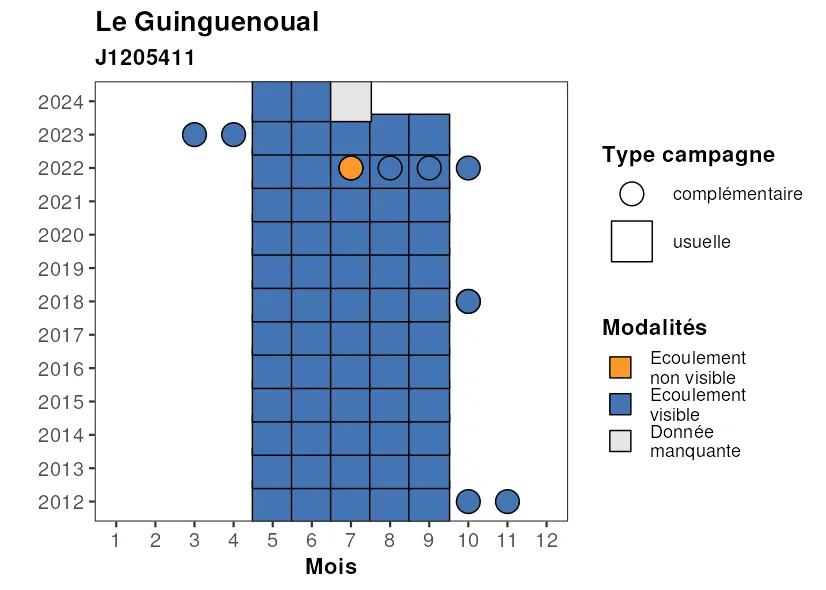 Le Guinguenoual
J1205411
2024
2023
2022
2021
2020
2019
2018
2017
2016
2015
2014
2013
2012
1 2 3 4 5 6 7 8 9 10 11 12
Mois
Type campagne
complémentaire
usuelle
Modalités
Ecoulement
non visible
Ecoulement
visible
Donnée
manquante